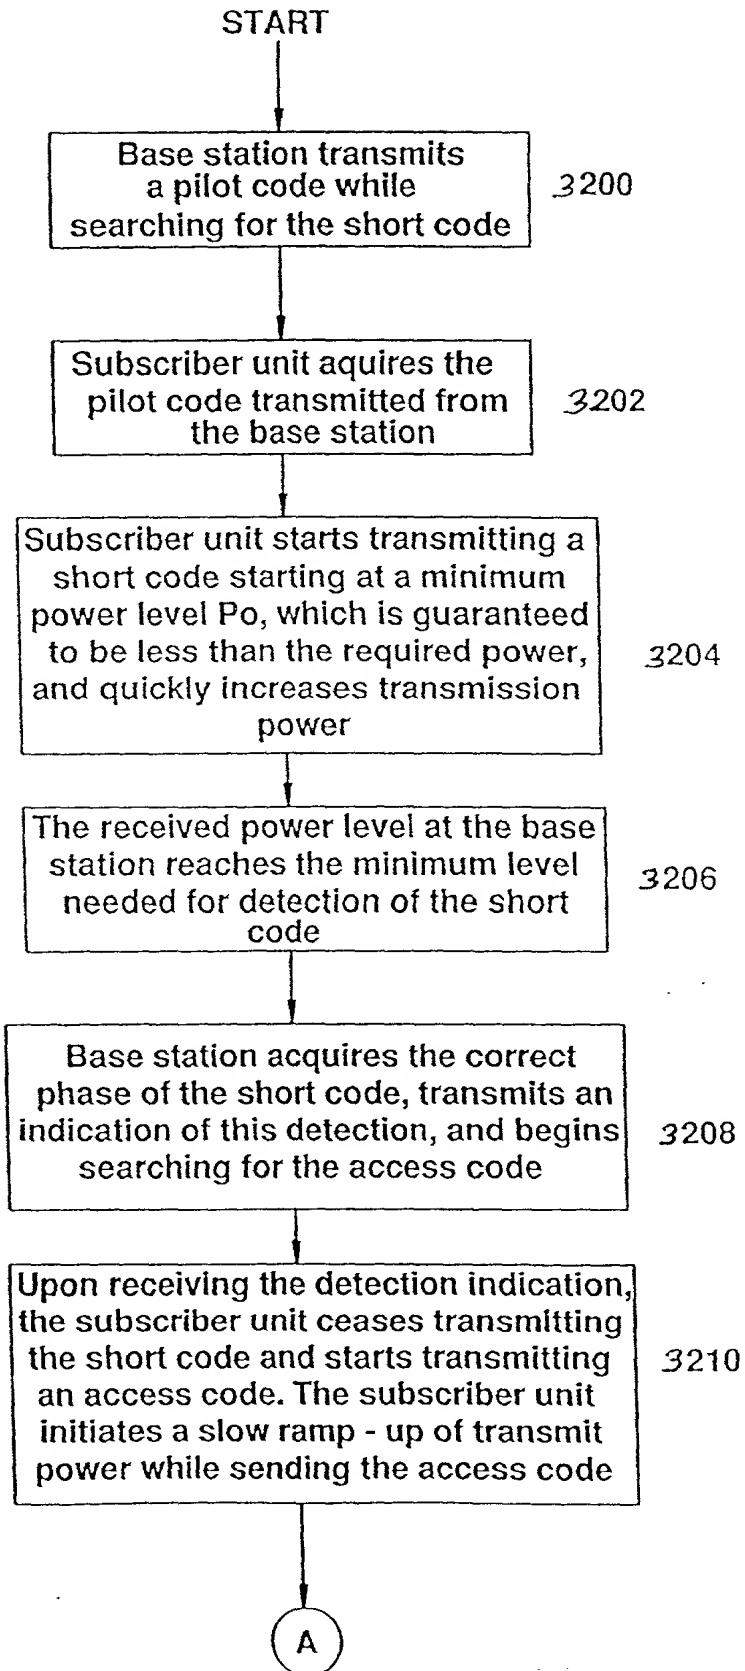 START
Base station transmits
a pilot code while
searching for the short code
3200
Subscriber unit aquires the
pilot code transmitted from
the base station
3202
Subscriber unit starts transmitting a
short code starting at a minimum
power level Po, which is guaranteed
to be less than the required power,
and quickly increases transmission
power
3204
The received power level at the base
station reaches the minimum level
needed for detection of the short
code
3206
Base station acquires the correct
phase of the short code, transmits an
indication of this detection, and begins
searching for the access code
3208
Upon receiving the detection indication,
the subscriber unit ceases transmitting
the short code and starts transmitting
an access code. The subscriber unit
initiates a slow ramp - up of transmit
power while sending the access code
3210
A